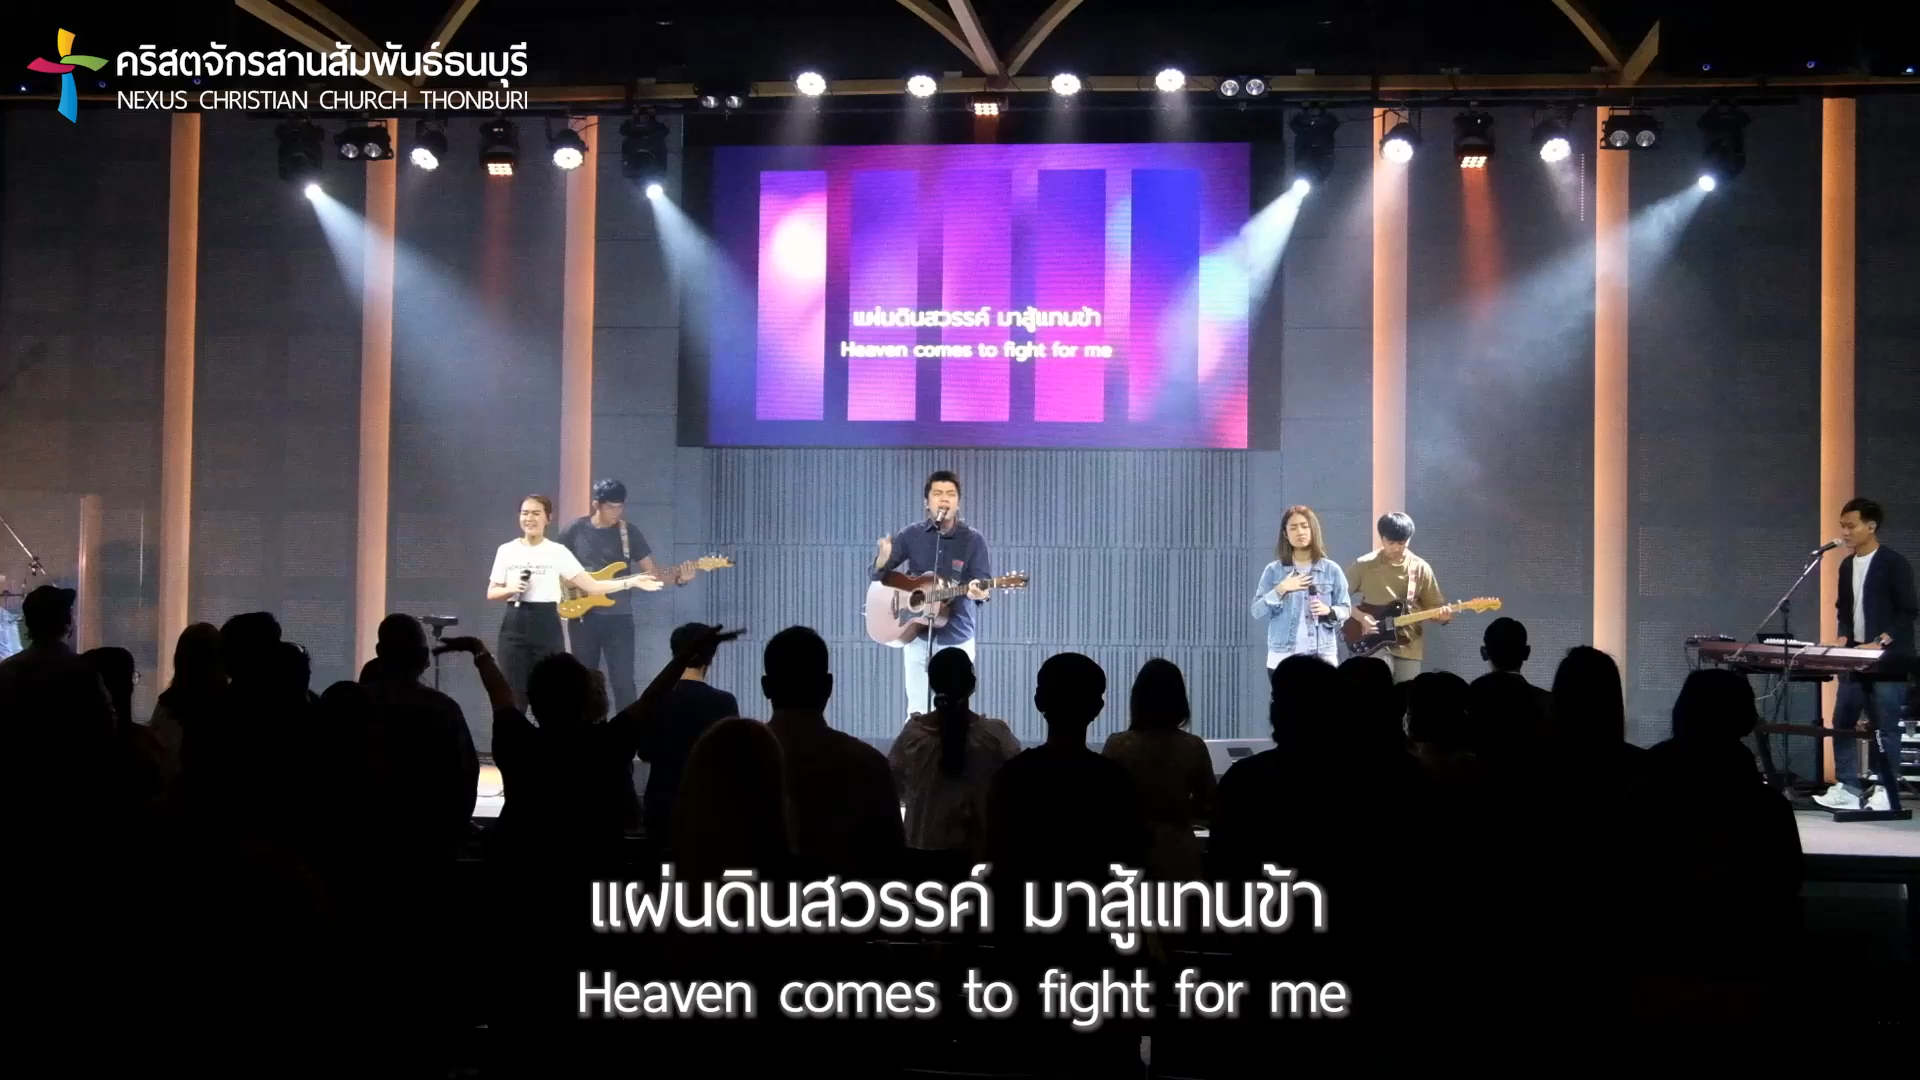 คริสตจักรสานสัมพันธ์ธนบุรี
NEXUS CHRISTIAN CHURCH THONBURI
แผ่นดินสวรรค์ มาสู้แทนข้า
Heaven comes to fight for me
แผ่นดินสวรรค์ มาสู้แทนข้า
Heaven comes to fight for me